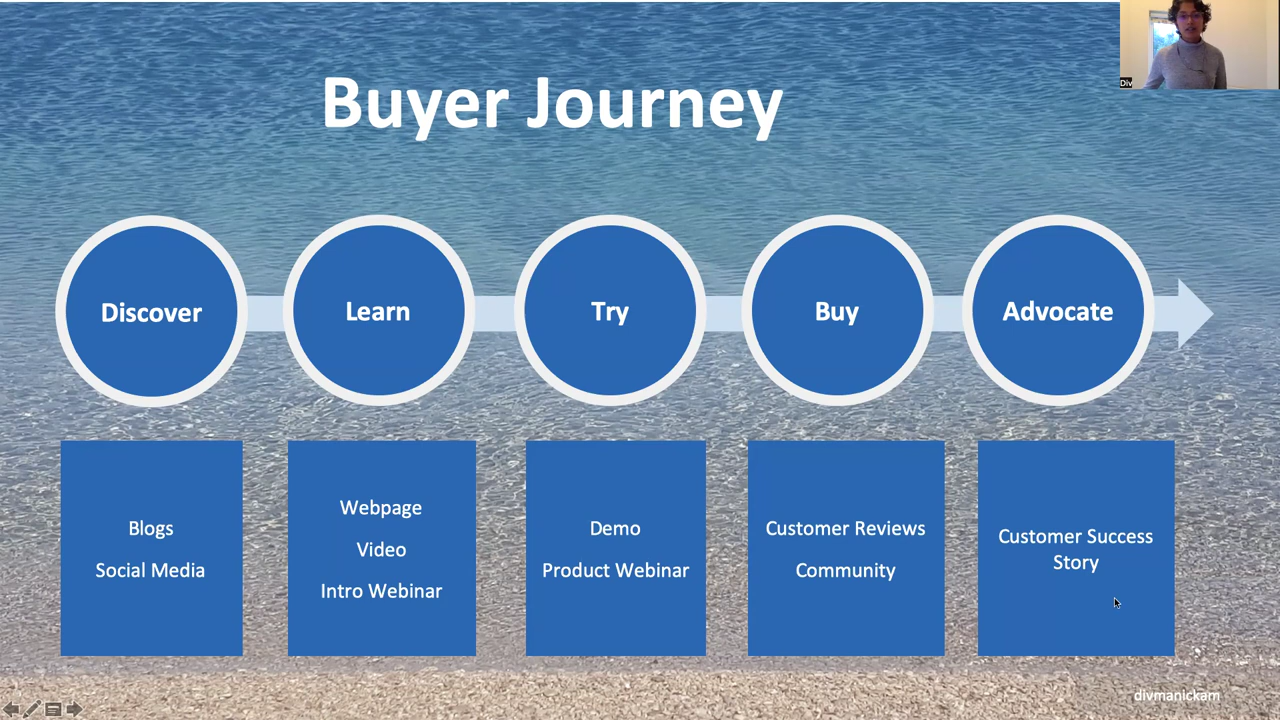 Div
Buyer Journey
Discover
Learn
Try
Buy
Advocate
Blogs
Social Media
Webpage
Video
Intro Webinar
Demo
Product Webinar
Customer Reviews
Community
Customer Success
Story
divmanickam